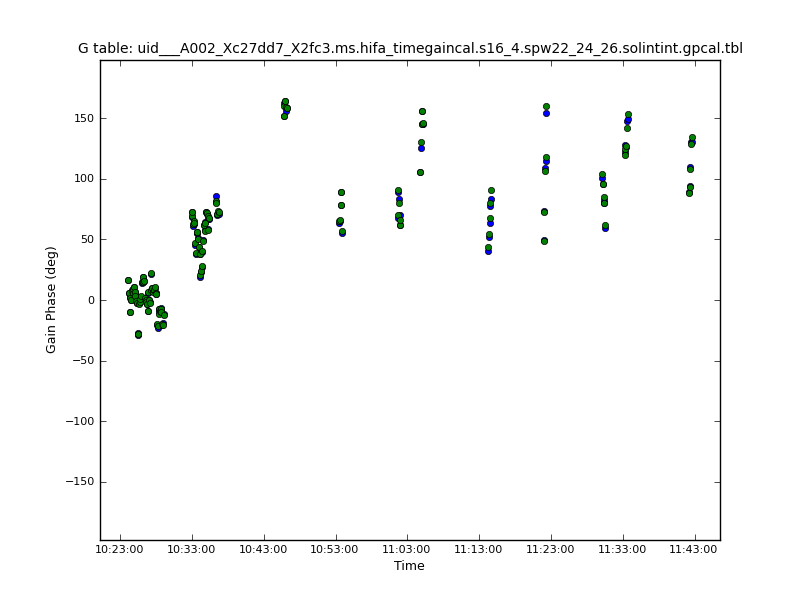 G table: uid___A002_Xc27dd7_X2fc3.ms.hifa_timegaincal.s16_4.spw22_24_26.solintint.gpcal.tbl
Gain Phase (deg)
150
100
50
0
−50
−100
−150
10:23:00 10:33:00 10:43:00 10:53:00 11:03:00 11:13:00 11:23:00 11:33:00 11:43:00
Time